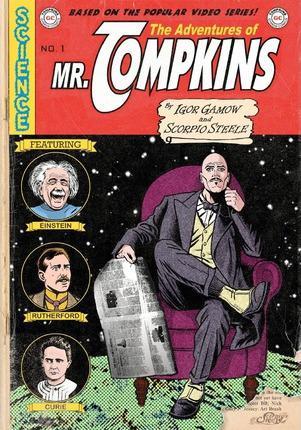 BASED ON THE POPULAR VIDEO SERIES!
GC
GC
SCIENCE
NO. 1
The Adventures of
MR. TOMPKINS
By
IGOR GAMOW
and
SCORPIO STEELE
FEATURING
EINSTEIN
RUTHERFORD
CURIE